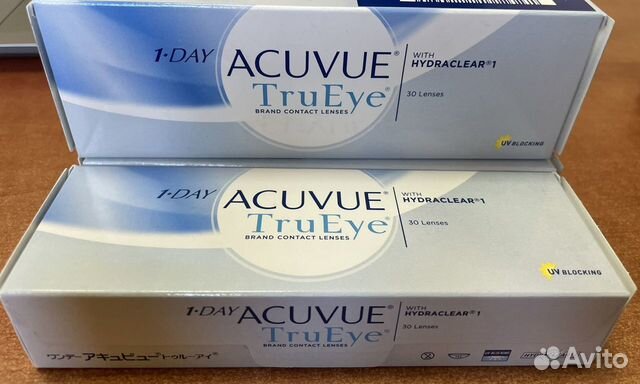 1·DAY ACUVUE® WITH HYDRACLEAR®1
TruEye®
BRAND CONTACT LENSES
30 Lenses
UV BLOCKING
1·DAY ACUVUE® WITH HYDRACLEAR®1
TruEye®
BRAND CONTACT LENSES
30 Lenses
UV BLOCKING
1·DAY ACUVUE® WITH HYDRACLEAR®1
TruEye®
30 Lenses
ワンデー アキュビュー® トゥルーアイ®
Avito